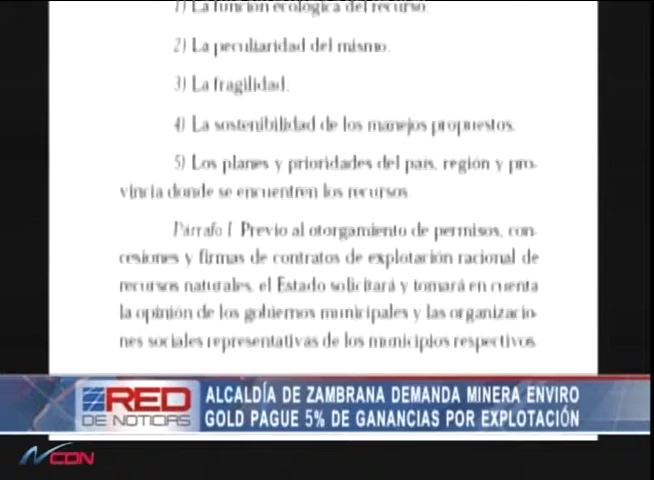 1) La función ecológica del recurso.
2) La peculiaridad del mismo.
3) La fragilidad.
4) La sostenibilidad de los manejos propuestos.
5) Los planes y prioridades del país, región y pro-
vincia donde se encuentren los recursos.
Párrafo I. Previo al otorgamiento de permisos, con-
cesiones y firmas de contratos de explotación racional de
recursos naturales, el Estado solicitará y tomará en cuenta
la opinión de los gobiernos municipales y las organizacio-
nes sociales representativas de los municipios respectivos
RED
DE NOTICIAS
ALCALDÍA DE ZAMBRANA DEMANDA MINERA ENVIRO
GOLD PAGUE 5% DE GANANCIAS POR EXPLOTACIÓN
CDN